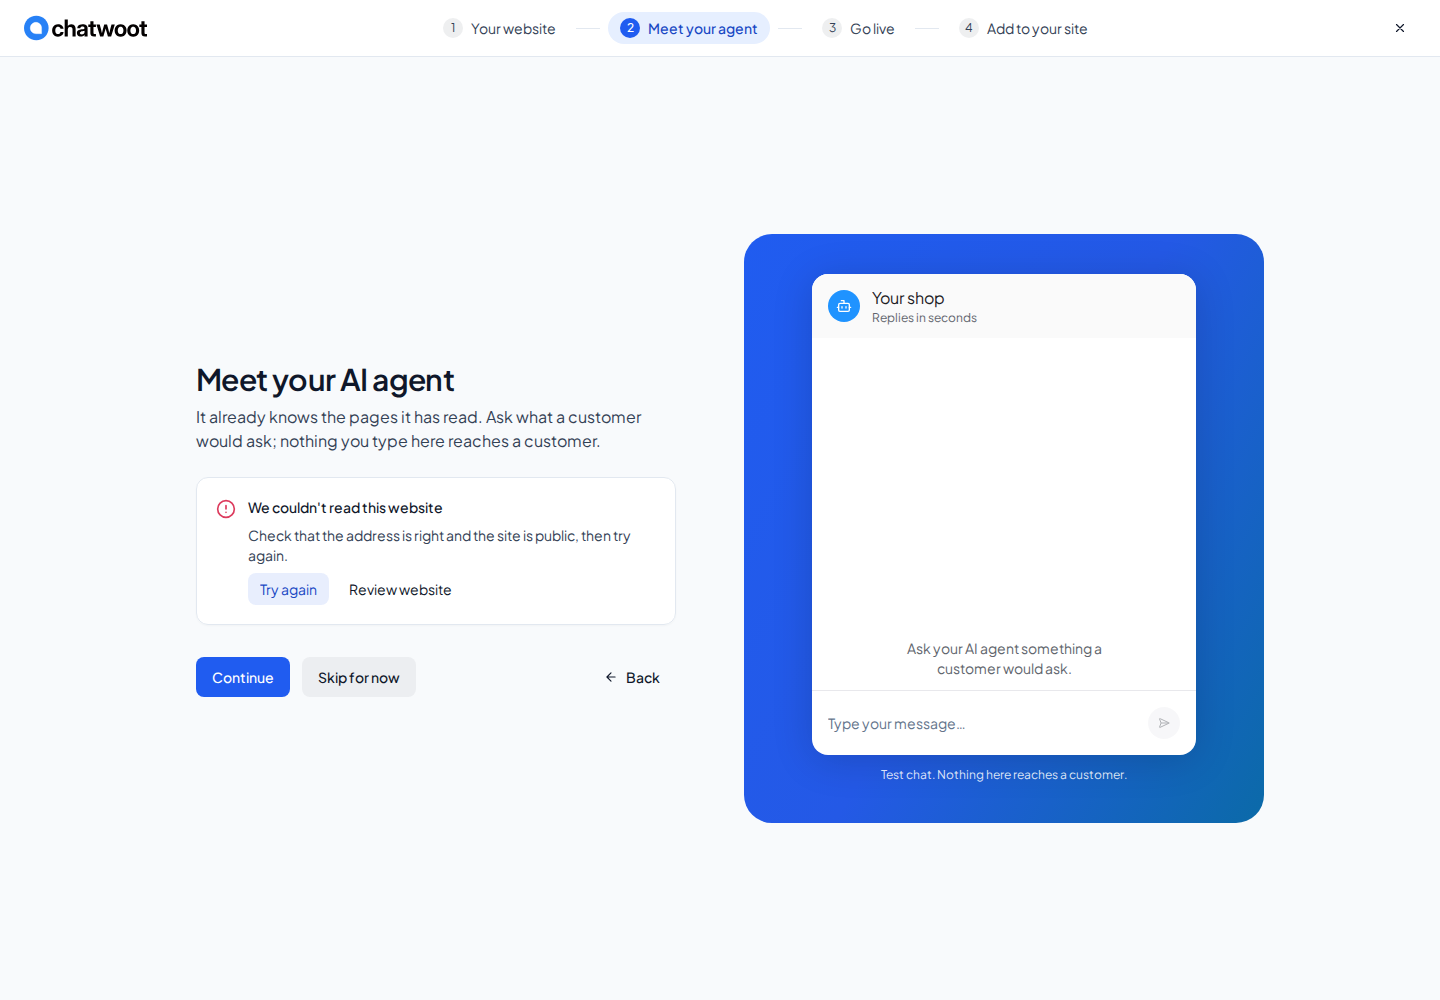 chatwoot
1 Your website
2 Meet your agent
3 Go live
4 Add to your site
Meet your AI agent
It already knows the pages it has read. Ask what a customer
would ask; nothing you type here reaches a customer.
We couldn't read this website
Check that the address is right and the site is public, then try
again.
Try again
Review website
Continue
Skip for now
Back
Your shop
Replies in seconds
Ask your AI agent something a
customer would ask.
Type your message...
Test chat. Nothing here reaches a customer.